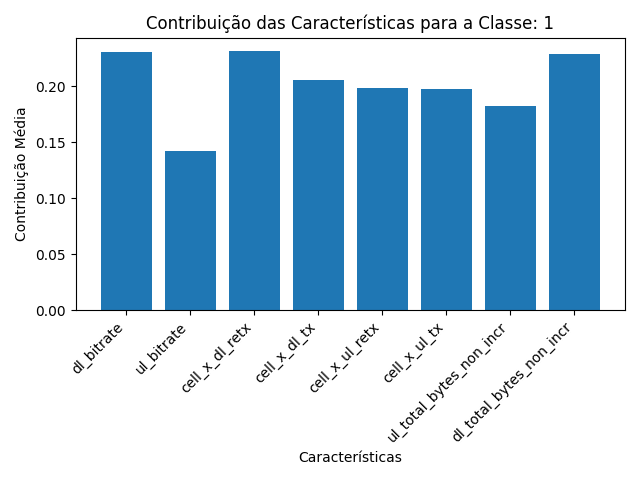 Contribuição das Características para a Classe: 1
Contribuição Média
0.20
0.15
0.10
0.05
0.00
dl_bitrate
ul_bitrate
cell_x_dl_retx
cell_x_dl_tx
cell_x_ul_retx
cell_x_ul_tx
ul_total_bytes_non_incr
dl_total_bytes_non_incr
Características